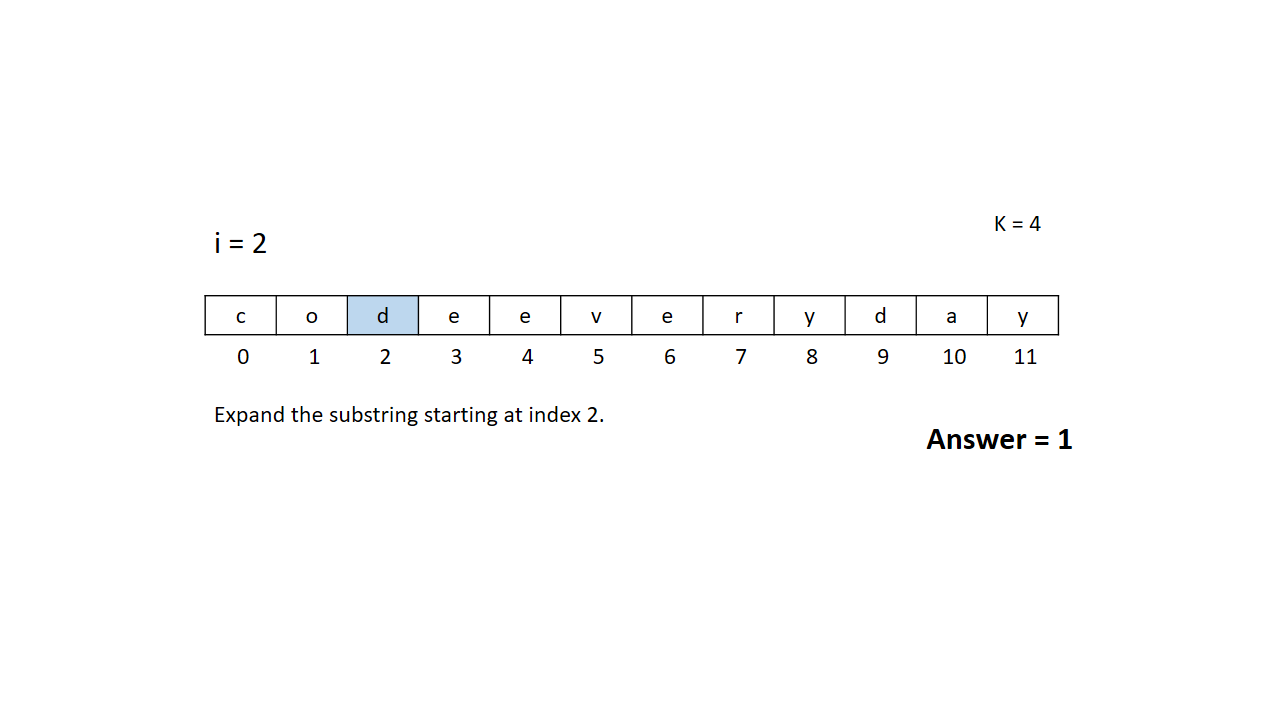 K = 4
i = 2
c o d e e v e r y d a y
0 1 2 3 4 5 6 7 8 9 10 11
Expand the substring starting at index 2.
Answer = 1